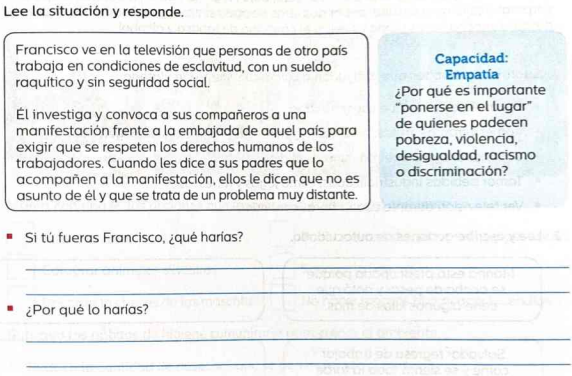 Lee la situación y responde.
Francisco ve en la televisión que personas de otro país
trabaja en condiciones de esclavitud, con un sueldo
raquítico y sin seguridad social.
Él investiga y convoca a sus compañeros a una
manifestación frente a la embajada de aquel país para
exigir que se respeten los derechos humanos de los
trabajadores. Cuando les dice a sus padres que lo
acompañen a la manifestación, ellos le dicen que no es
asunto de él y que se trata de un problema muy distante.
Capacidad:
Empatía
¿Por qué es importante
“ponerse en el lugar”
de quienes padecen
pobreza, violencia,
desigualdad, racismo
o discriminación?
Si tú fueras Francisco, ¿qué harías?
¿Por qué lo harías?